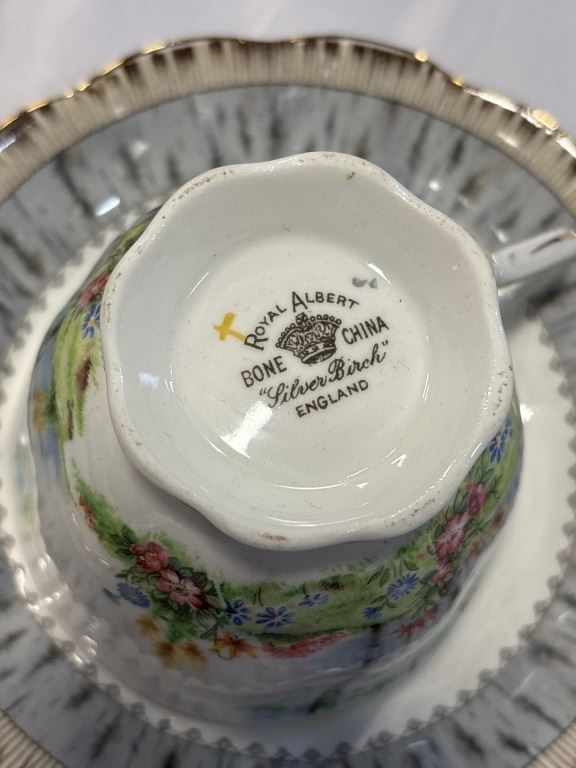 ROYAL ALBERT
BONE CHINA
"Silver Birch"
ENGLAND